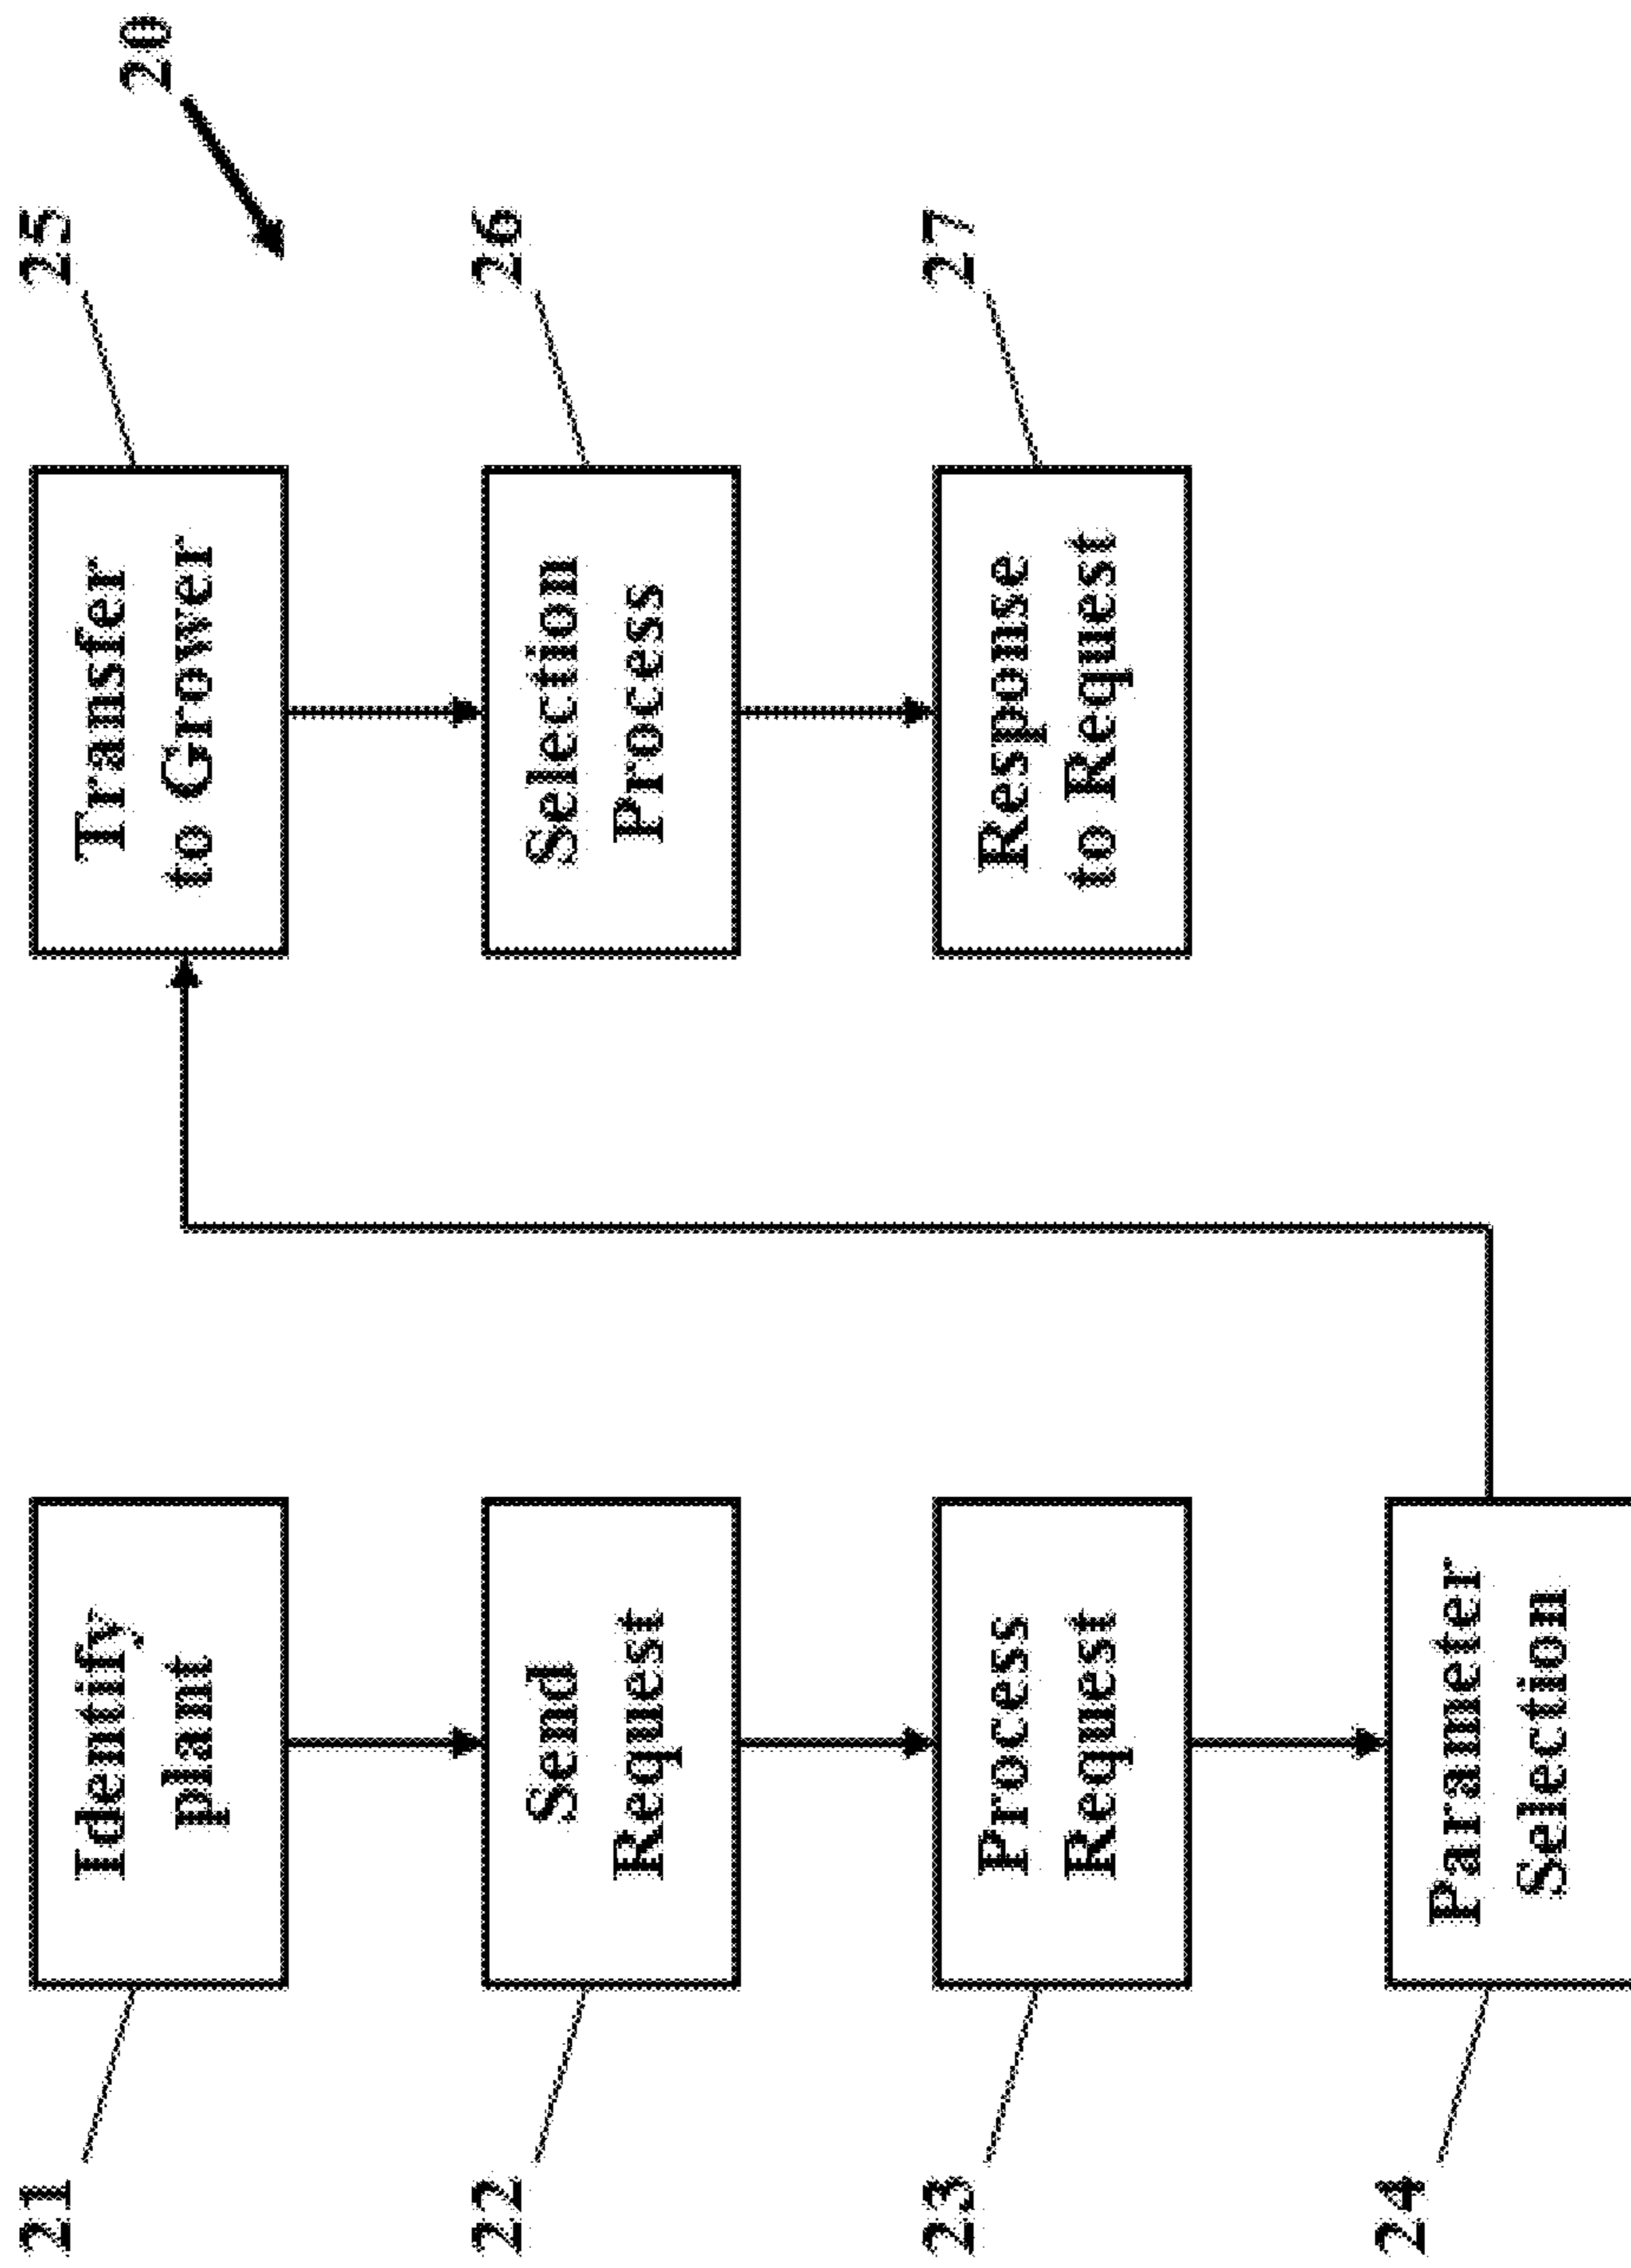 20
21
Identify
plant
22
Send
Request
23
Process
Request
24
Parameter
Selection
25
Transfer
to Grower
26
Selection
Process
27
Response
to Request